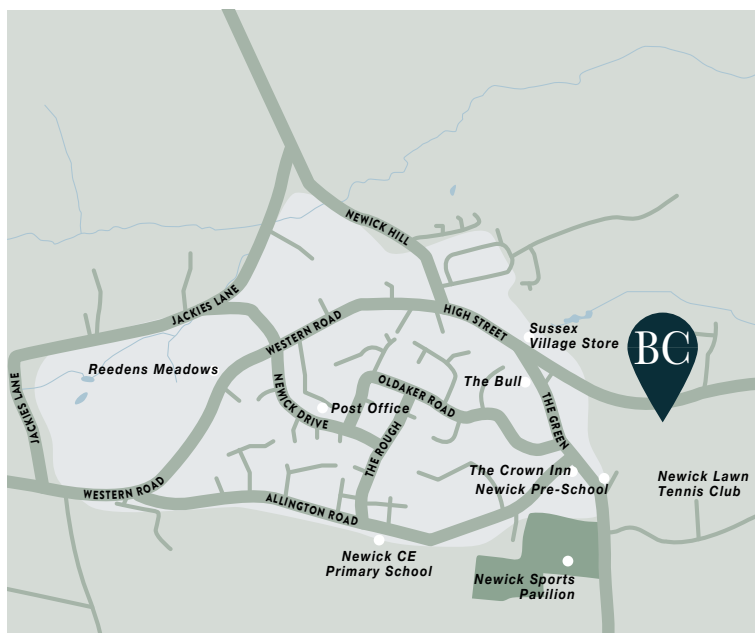 NEWICK HILL
JACKIES LANE
WESTERN ROAD
HIGH STREET
Sussex
Village Store
BC
Reedens Meadows
The Bull
OLDAKER ROAD
NEWICK DRIVE
Post Office
THE GREEN
JACKIES LANE
THE ROUGH
The Crown Inn
Newick Pre-School
Newick Lawn
Tennis Club
WESTERN ROAD
ALLINGTON ROAD
Newick CE
Primary School
Newick Sports
Pavilion